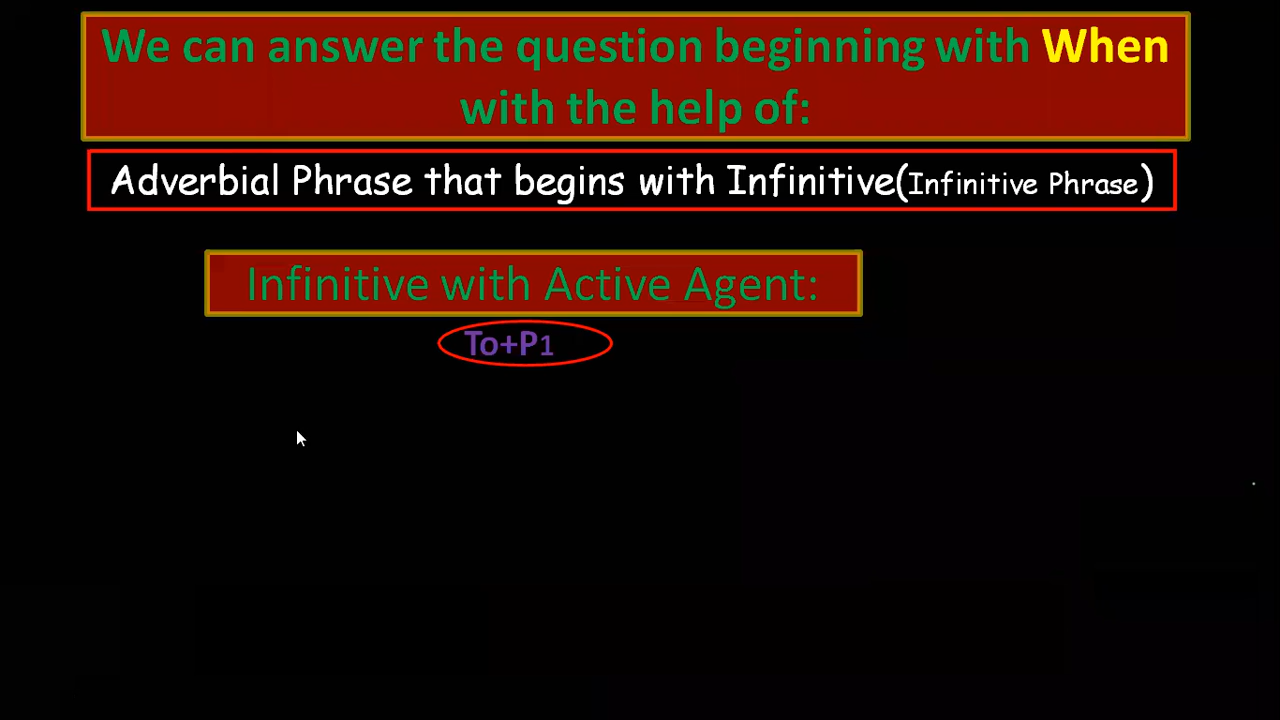 We can answer the question beginning with When
with the help of:
Adverbial Phrase that begins with Infinitive(Infinitive Phrase)
Infinitive with Active Agent:
To+P1